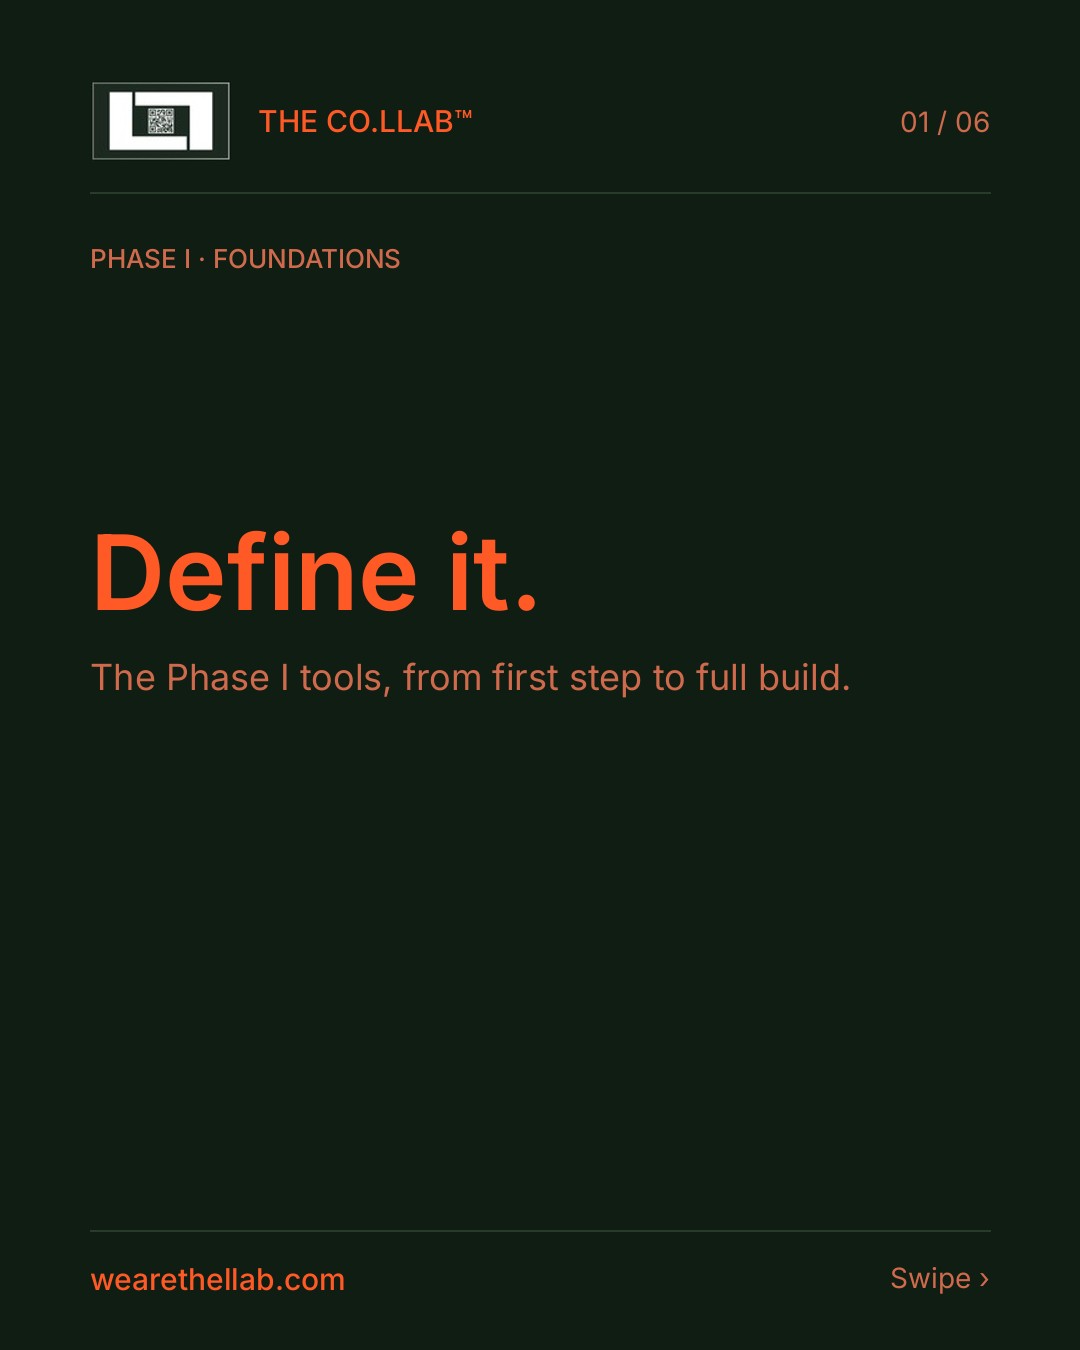 THE CO.LLAB™
01 / 06
PHASE I · FOUNDATIONS
Define it.
The Phase I tools, from first step to full build.
wearethellab.com
Swipe ›